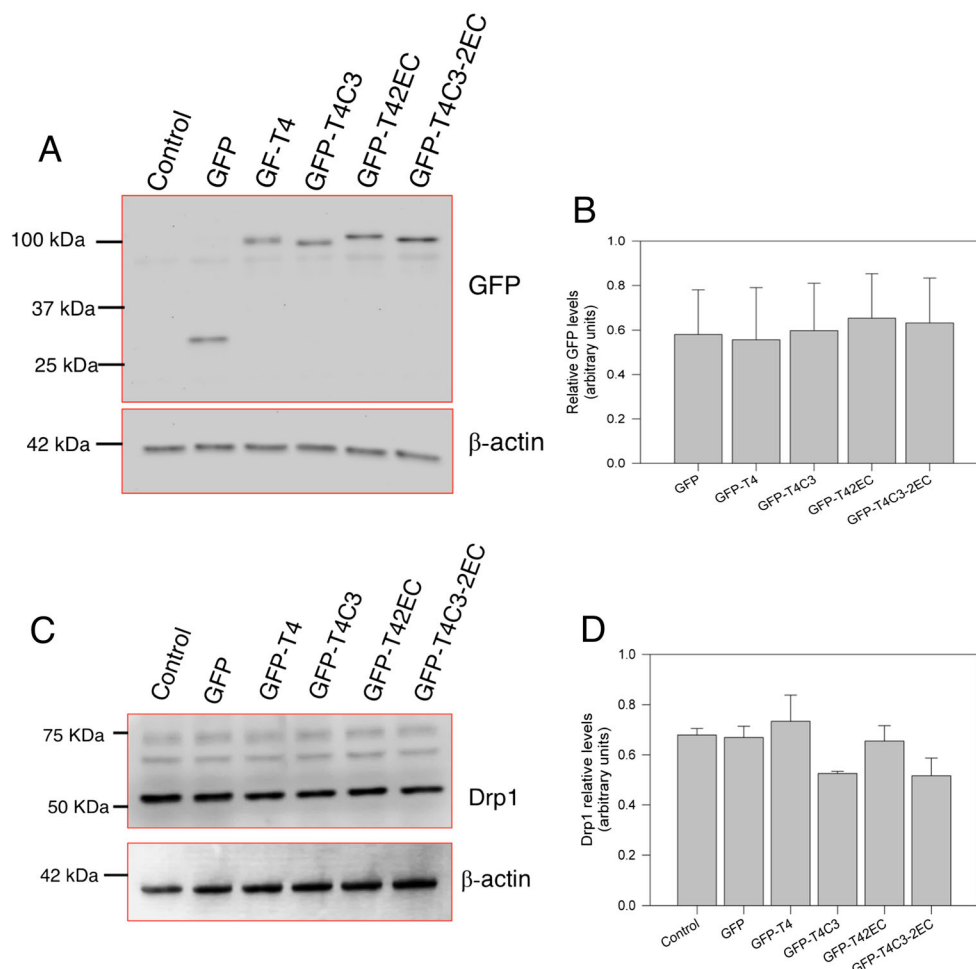 A
Control
GFP
GF-T4
GFP-T4C3
GFP-T42EC
GFP-T4C3-2EC
100 kDa
37 kDa
25 kDa
GFP
42 kDa
β-actin
B
1.0
0.8
0.6
0.4
0.2
0.0
Relative GFP levels
(arbitrary units)
GFP
GFP-T4
GFP-T4C3
GFP-T42EC
GFP-T4C3-2EC
C
Control
GFP
GFP-T4
GFP-T4C3
GFP-T42EC
GFP-T4C3-2EC
75 KDa
50 KDa
Drp1
42 kDa
β-actin
D
1.0
0.8
0.6
0.4
0.2
0.0
Drp1 relative levels
(arbitrary units)
Control
GFP
GFP-T4
GFP-T4C3
GFP-T42EC
GFP-T4C3-2EC